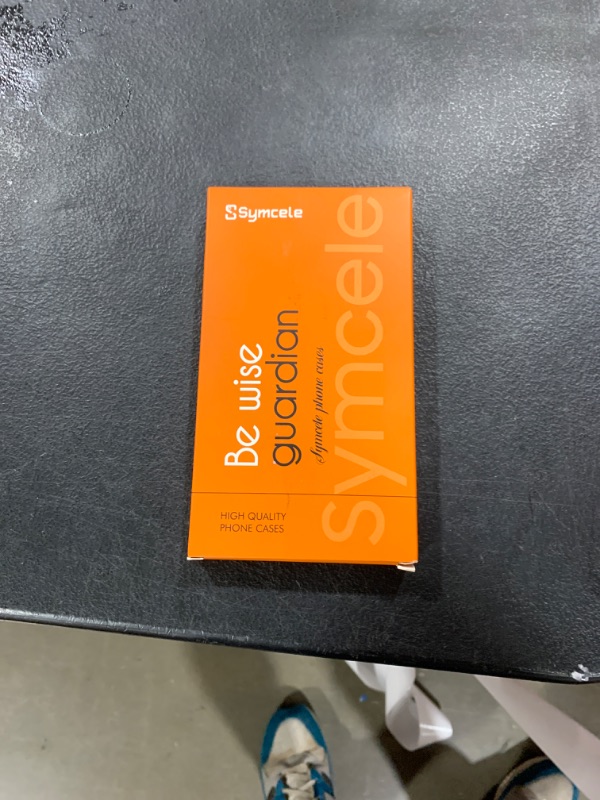 Symcele
Be wise
guardian
Symcele phone cases
symcele
HIGH QUALITY
PHONE CASES